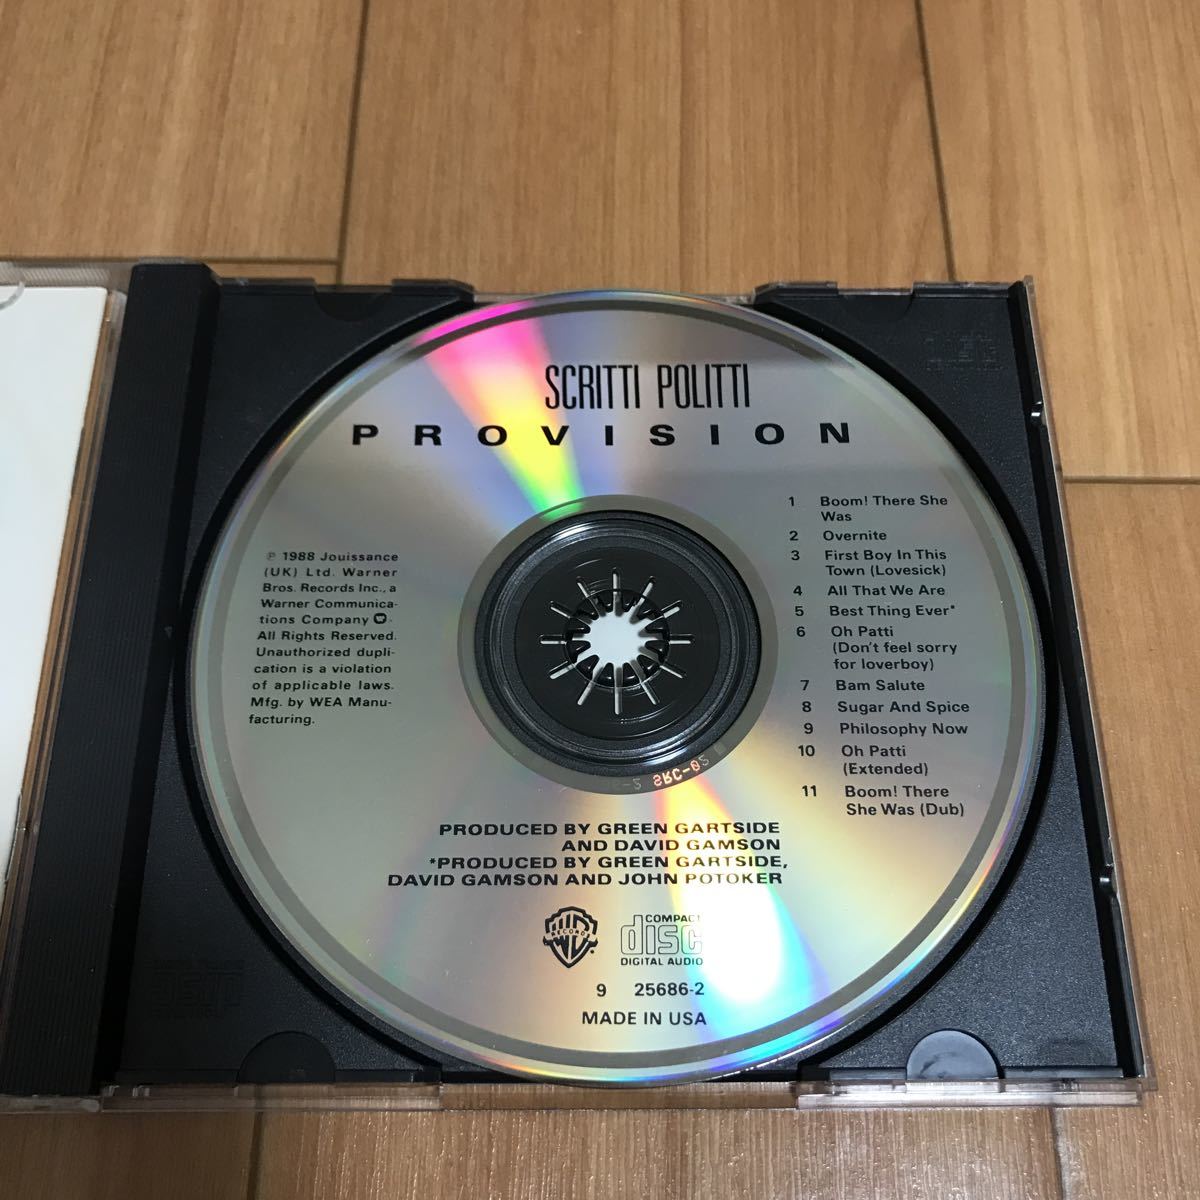 SCRITTI POLITTI
PROVISION
℗ 1988 Jouissance
(UK) Ltd. Warner
Bros. Records Inc., a
Warner Communica-
tions Company
All Rights Reserved.
Unauthorized dupli-
cation is a violation
of applicable laws.
Mfg. by WEA Manu-
facturing.
1 Boom! There She
Was
2 Overnite
3 First Boy In This
Town (Lovesick)
4 All That We Are
5 Best Thing Ever*
6 Oh Patti
(Don't feel sorry
for loverboy)
7 Bam Salute
8 Sugar And Spice
9 Philosophy Now
10 Oh Patti
(Extended)
11 Boom! There
She Was (Dub)
SRC-02
PRODUCED BY GREEN GARTSIDE
AND DAVID GAMSON
*PRODUCED BY GREEN GARTSIDE,
DAVID GAMSON AND JOHN POTOKER
WB
RECORDS
COMPACT
disc
DIGITAL AUDIO
9 25686-2
MADE IN USA